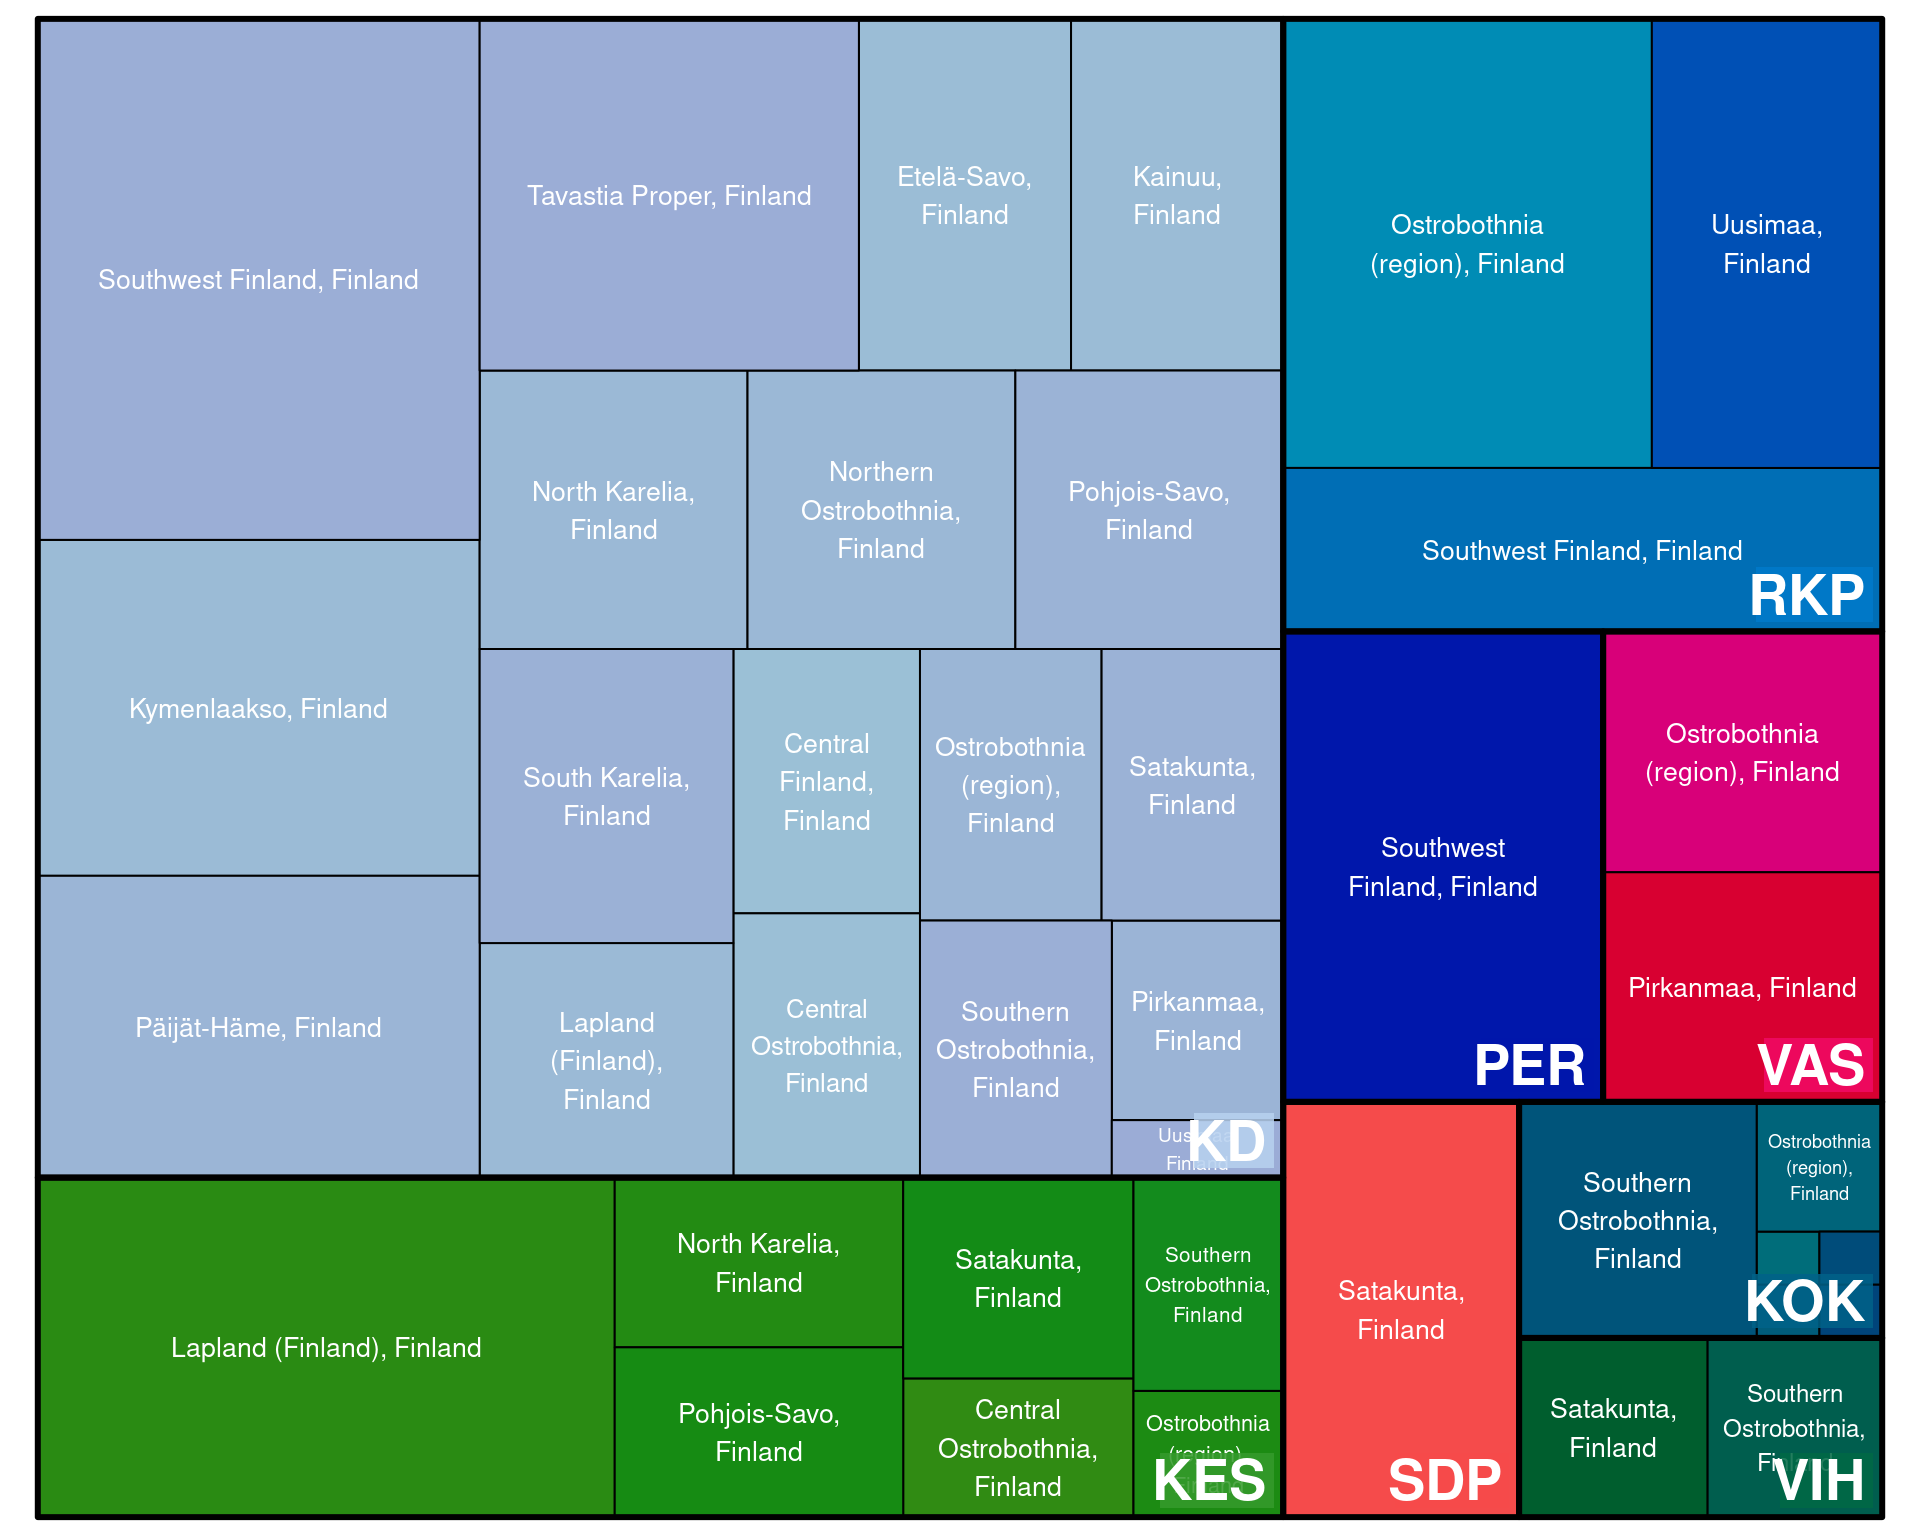 Southwest Finland, Finland
Kymenlaakso, Finland
Päijät-Häme, Finland
Tavastia Proper, Finland
Etelä-Savo,
Finland
Kainuu,
Finland
North Karelia,
Finland
Northern
Ostrobothnia,
Finland
Pohjois-Savo,
Finland
South Karelia,
Finland
Lapland
(Finland),
Finland
Central
Finland,
Finland
Central
Ostrobothnia,
Finland
Ostrobothnia
(region),
Finland
Satakunta,
Finland
Southern
Ostrobothnia,
Finland
Pirkanmaa,
Finland
Finland
KD
Lapland (Finland), Finland
North Karelia,
Finland
Pohjois-Savo,
Finland
Satakunta,
Finland
Central
Ostrobothnia,
Finland
Southern
Ostrobothnia,
Finland
Ostrobothnia
(region),
KES
Ostrobothnia
(region), Finland
Uusimaa,
Finland
Southwest Finland, Finland
RKP
Southwest
Finland, Finland
PER
Ostrobothnia
(region), Finland
Pirkanmaa, Finland
VAS
Satakunta,
Finland
SDP
Southern
Ostrobothnia,
Finland
Ostrobothnia
(region),
Finland
KOK
Satakunta,
Finland
Southern
Ostrobothnia,
VIH